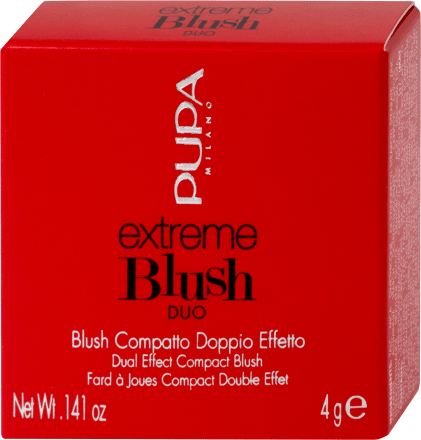 extreme
Blush
DUO
PUPA
MILANO
extreme
Blush
DUO
Blush Compatto Doppio Effetto
Dual Effect Compact Blush
Fard à Joues Compact Double Effet
Net Wt. .141 oz
4 g e